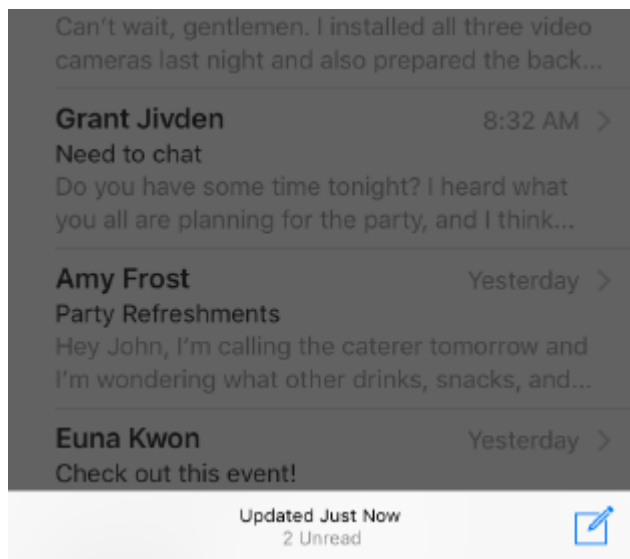 Can't wait, gentlemen. I installed all three video
cameras last night and also prepared the back...
Grant Jivden 8:32 AM
Need to chat
Do you have some time tonight? I heard what
you all are planning for the party, and I think...
Amy Frost Yesterday
Party Refreshments
Hey John, I'm calling the caterer tomorrow and
I'm wondering what other drinks, snacks, and...
Euna Kwon Yesterday
Check out this event!
Updated Just Now
2 Unread